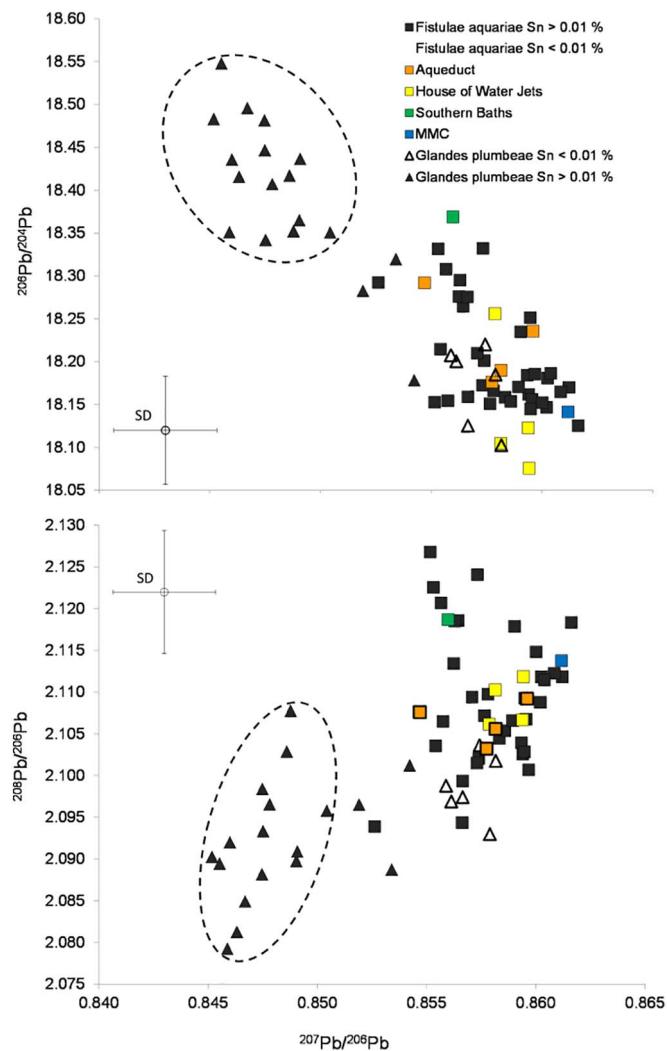 18.60
18.55
18.50
18.45
18.40
18.35
18.30
18.25
18.20
18.15
18.10
18.05
²⁰⁶Pb/²⁰⁴Pb
Fistulae aquariae Sn > 0.01 %
Fistulae aquariae Sn < 0.01 %
Aqueduct
House of Water Jets
Southern Baths
MMC
Glandes plumbeae Sn < 0.01 %
Glandes plumbeae Sn > 0.01 %
SD
2.130
2.125
2.120
2.115
2.110
2.105
2.100
2.095
2.090
2.085
2.080
2.075
²⁰⁸Pb/²⁰⁶Pb
SD
0.840
0.845
0.850
0.855
0.860
0.865
²⁰⁷Pb/²⁰⁶Pb